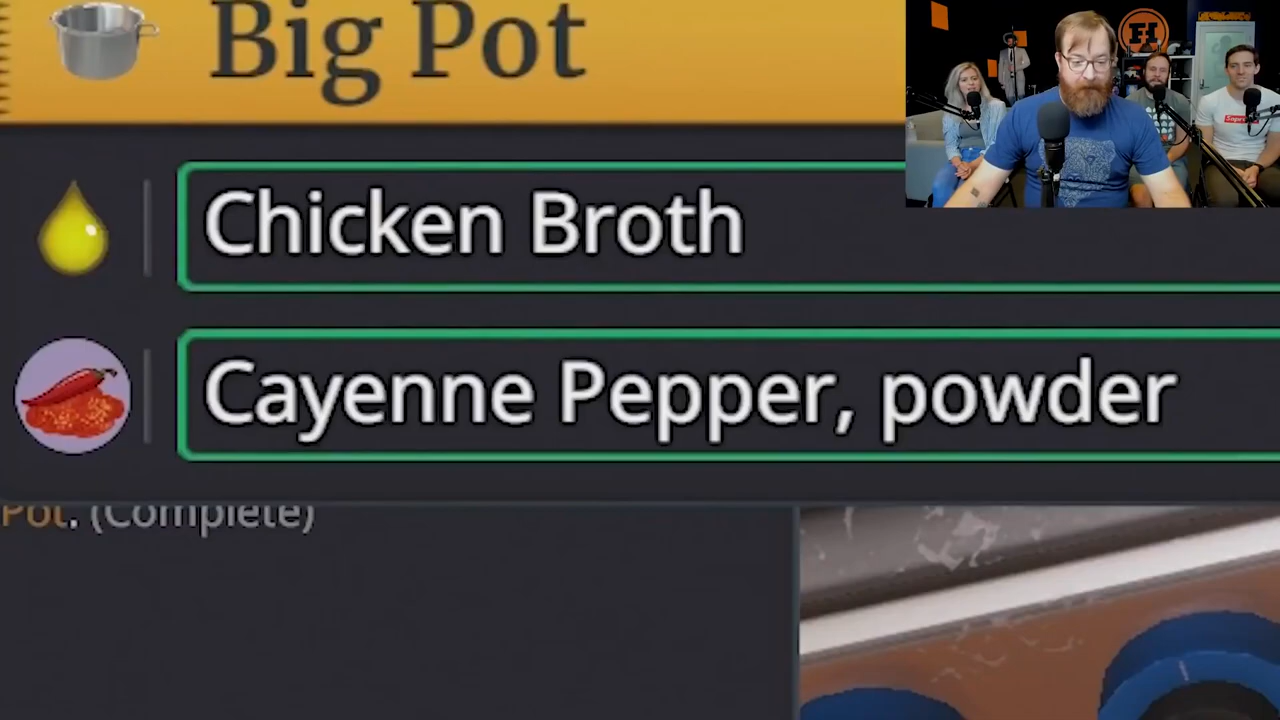 Big Pot
Chicken Broth
Cayenne Pepper, powder
Pot. (Complete)